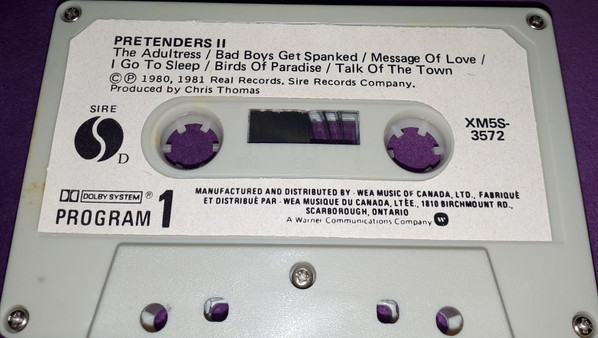 PRETENDERS II
The Adultress / Bad Boys Get Spanked / Message Of Love /
I Go To Sleep / Birds Of Paradise / Talk Of The Town
© ℗ 1980, 1981 Real Records. Sire Records Company.
Produced by Chris Thomas
SIRE
D
XM5S-
3572
DOLBY SYSTEM ®
PROGRAM 1
MANUFACTURED AND DISTRIBUTED BY · WEA MUSIC OF CANADA, LTD., FABRIQUÈ
ET DISTRIBUÈ PAR · WEA MUSIQUE DU CANADA, LTÈE., 1810 BIRCHMOUNT RD.,
SCARBOROUGH, ONTARIO
A Warner Communications Company